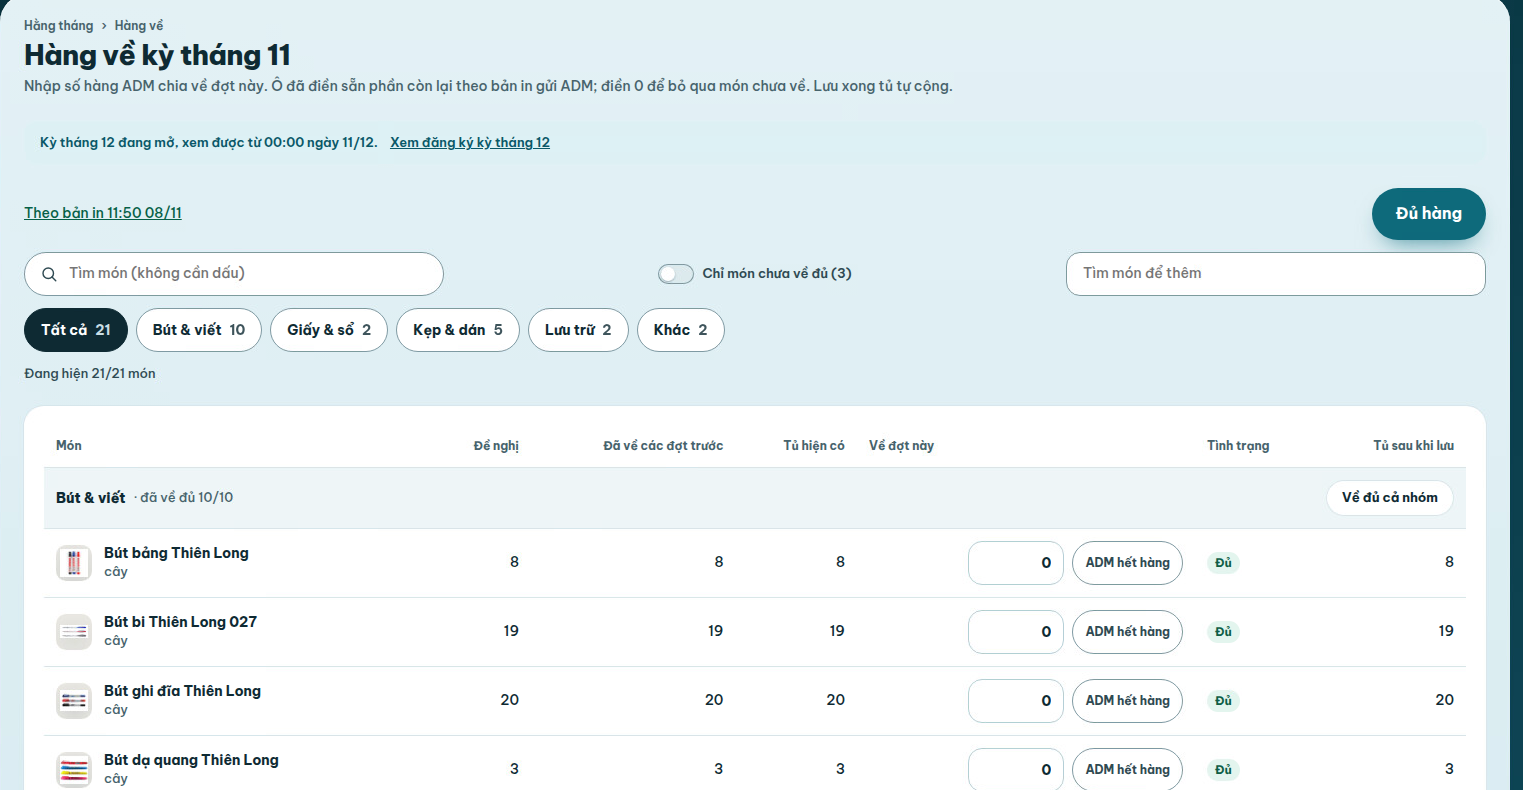 Hàng tháng › Hàng về
Hàng về kỳ tháng 11
Nhập số hàng ADM chia về đợt này. Ô đã điền sẵn phần còn lại theo bản in gửi ADM; điền 0 để bỏ qua món chưa về. Lưu xong tủ tự cộng.
Kỳ tháng 12 đang mở, xem được từ 00:00 ngày 11/12. Xem đăng ký kỳ tháng 12
Theo bản in 11:50 08/11
Đủ hàng
Tìm món (không cần dấu)
Chỉ món chưa về đủ (3)
Tìm món để thêm
Tất cả 21 Bút & viết 10 Giấy & sổ 2 Kẹp & dán 5 Lưu trữ 2 Khác 2
Đang hiện 21/21 món
Món Đề nghị Đã về các đợt trước Tủ hiện có Về đợt này Tình trạng Tủ sau khi lưu
Bút & viết · đã về đủ 10/10 Về đủ cả nhóm
Bút bảng Thiên Long 8 8 8 0 ADM hết hàng Đủ 8
cây
Bút bi Thiên Long 027 19 19 19 0 ADM hết hàng Đủ 19
cây
Bút ghi đĩa Thiên Long 20 20 20 0 ADM hết hàng Đủ 20
cây
Bút dạ quang Thiên Long 3 3 3 0 ADM hết hàng Đủ 3
cây